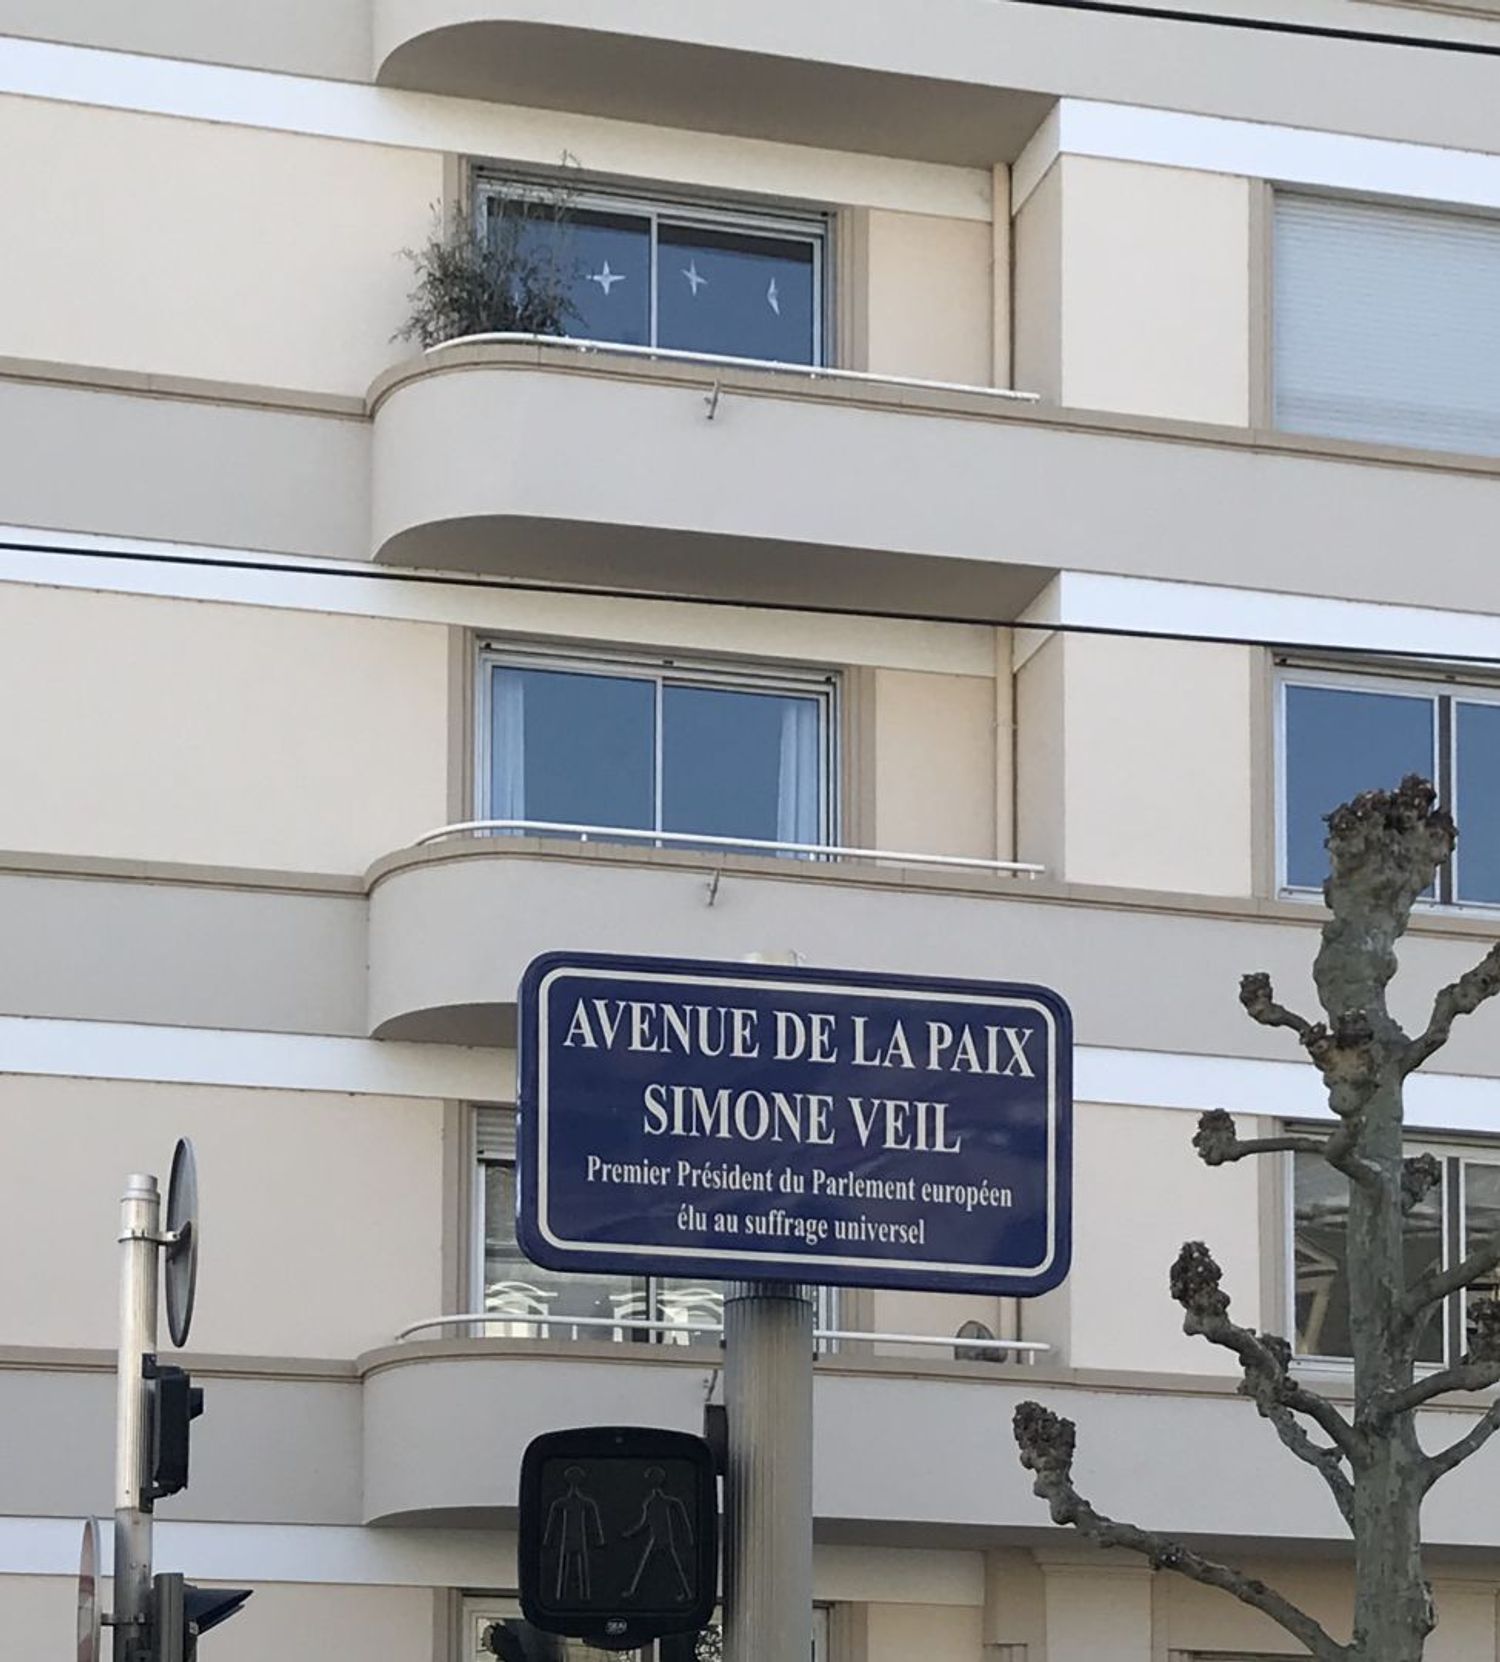 AVENUE DE LA PAIX
SIMONE VEIL
Premier Président du Parlement européen
élu au suffrage universel